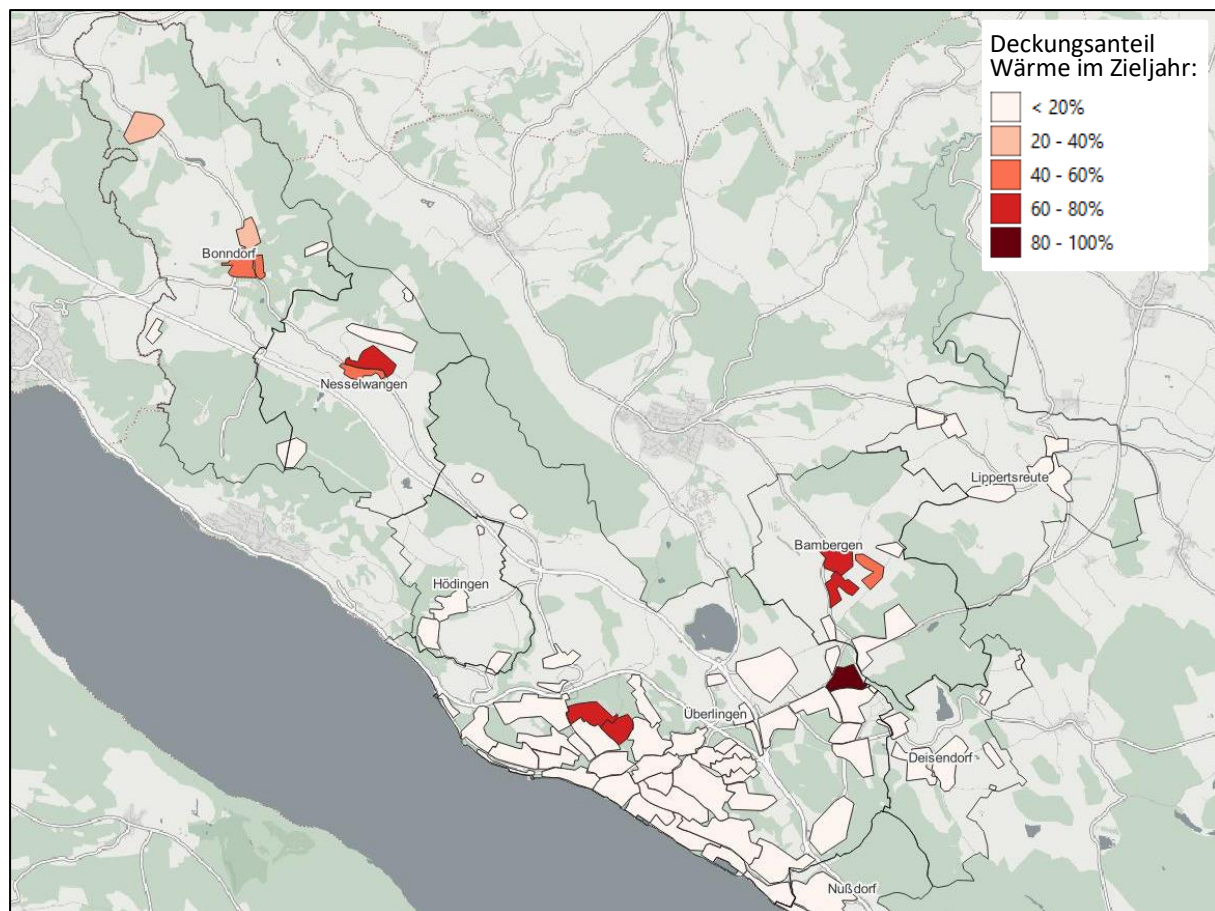 Deckungsanteil
Wärme im Zieljahr:
< 20%
20 - 40%
40 - 60%
60 - 80%
80 - 100%
Bonndorf
Nesselwangen
Lippertsreute
Bambergen
Hödingen
Überlingen
Deisendorf
Nußdorf